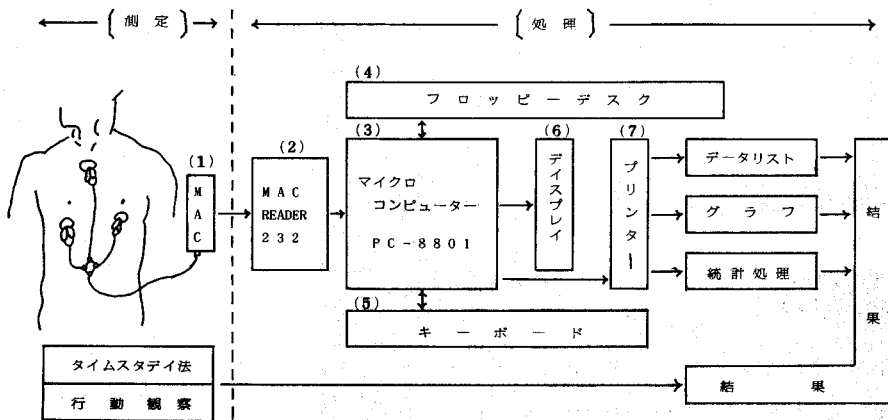 〔測定〕
〔処理〕
(1)
MAC
(2)
MAC
READER
232
(3)
マイクロ
コンピューター
PC-8801
(4)
フロッピーデスク
(5)
キーボード
(6)
デイスプレイ
(7)
プリンター
データリスト
グラフ
統計処理
結果
タイムスタデイ法
行動観察
結果